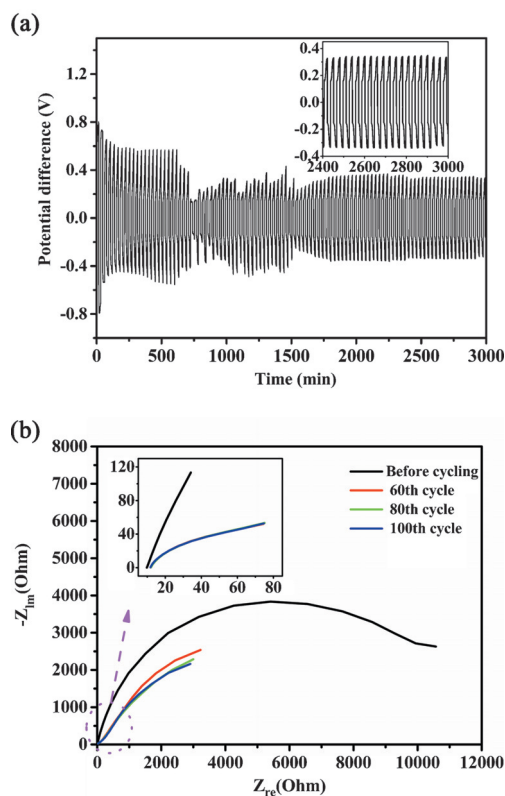 (a)
Potential difference (V)
1.2
0.8
0.4
0.0
-0.4
-0.8
0 500 1000 1500 2000 2500 3000
Time (min)
0.4
0.2
0.0
-0.2
-0.4
2400 2600 2800 3000
(b)
-Z_Im(Ohm)
8000
7000
6000
5000
4000
3000
2000
1000
0
0 2000 4000 6000 8000 10000 12000
Z_re(Ohm)
120
80
40
0
20 40 60 80
Before cycling
60th cycle
80th cycle
100th cycle